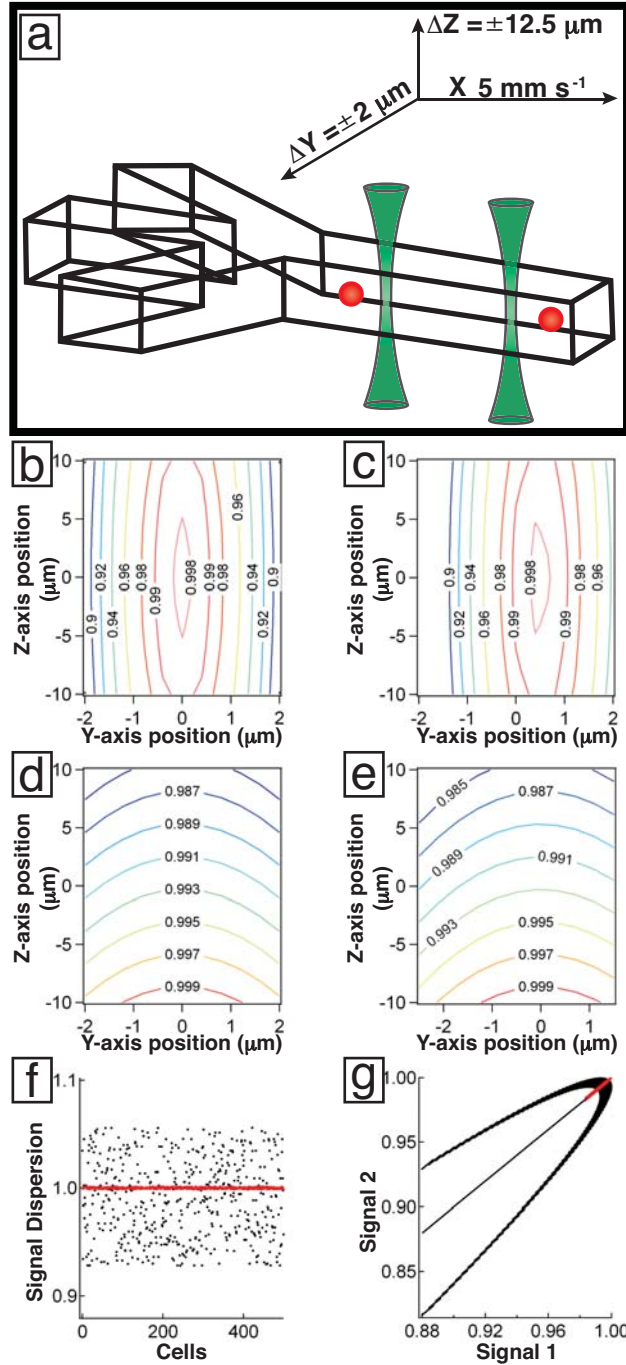 a
ΔZ = ±12.5 μm
X 5 mm s⁻¹
ΔY = ±2 μm
b
10
5
0
-5
-10
Z-axis position
(μm)
0.9
0.92
0.94
0.96
0.98
0.99
0.998
0.99
0.98
0.96
0.94
0.92
0.9
-2 -1 0 1 2
Y-axis position (μm)
c
10
5
0
-5
-10
Z-axis position
(μm)
0.9
0.92
0.94
0.96
0.98
0.99
0.998
0.99
0.98
0.96
-2 -1 0 1 2
Y-axis position (μm)
d
10
5
0
-5
-10
Z-axis position
(μm)
0.987
0.989
0.991
0.993
0.995
0.997
0.999
-2 -1 0 1 2
Y-axis position (μm)
e
10
5
0
-5
-10
Z-axis position
(μm)
0.985
0.987
0.989
0.991
0.993
0.995
0.997
0.999
-2 -1 0 1
Y-axis position (μm)
f
1.1
1.0
0.9
Signal Dispersion
0 200 400
Cells
g
1.00
0.95
0.90
0.85
Signal 2
0.88 0.92 0.96 1.00
Signal 1